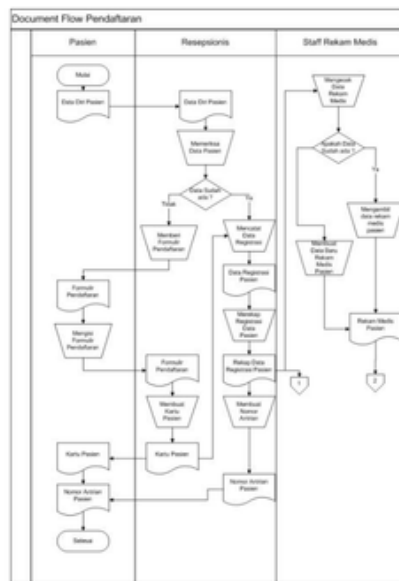 Document Flow Pendaftaran
Pasien
Resepsionis
Staff Rekam Medis
Mulai
Data Diri Pasien
Data Diri Pasien
Memeriksa
Data Pasien
Data Sudah
ada ?
Tidak
Ya
Memberi
Formulir
Pendaftaran
Mencatat
Data
Registrasi
Formulir
Pendaftaran
Data Registrasi
Pasien
Mengisi
Formulir
Pendaftaran
Merekap
Registrasi
Data
Pasien
Formulir
Pendaftaran
Rekap Data
Registrasi Pasien
Membuat
Kartu
Pasien
Membuat
Nomor
Antrian
Kartu Pasien
Kartu Pasien
Nomor Antrian
Pasien
Nomor Antrian
Pasien
Selesai
Mengecek
Data
Rekam
Medis
Apakah Data
Sudah ada ?
Ya
Mengambil
data rekam
medis
pasien
Membuat
Data Baru
Rekam
Medis
Pasien
Rekam Medis
Pasien
1
2